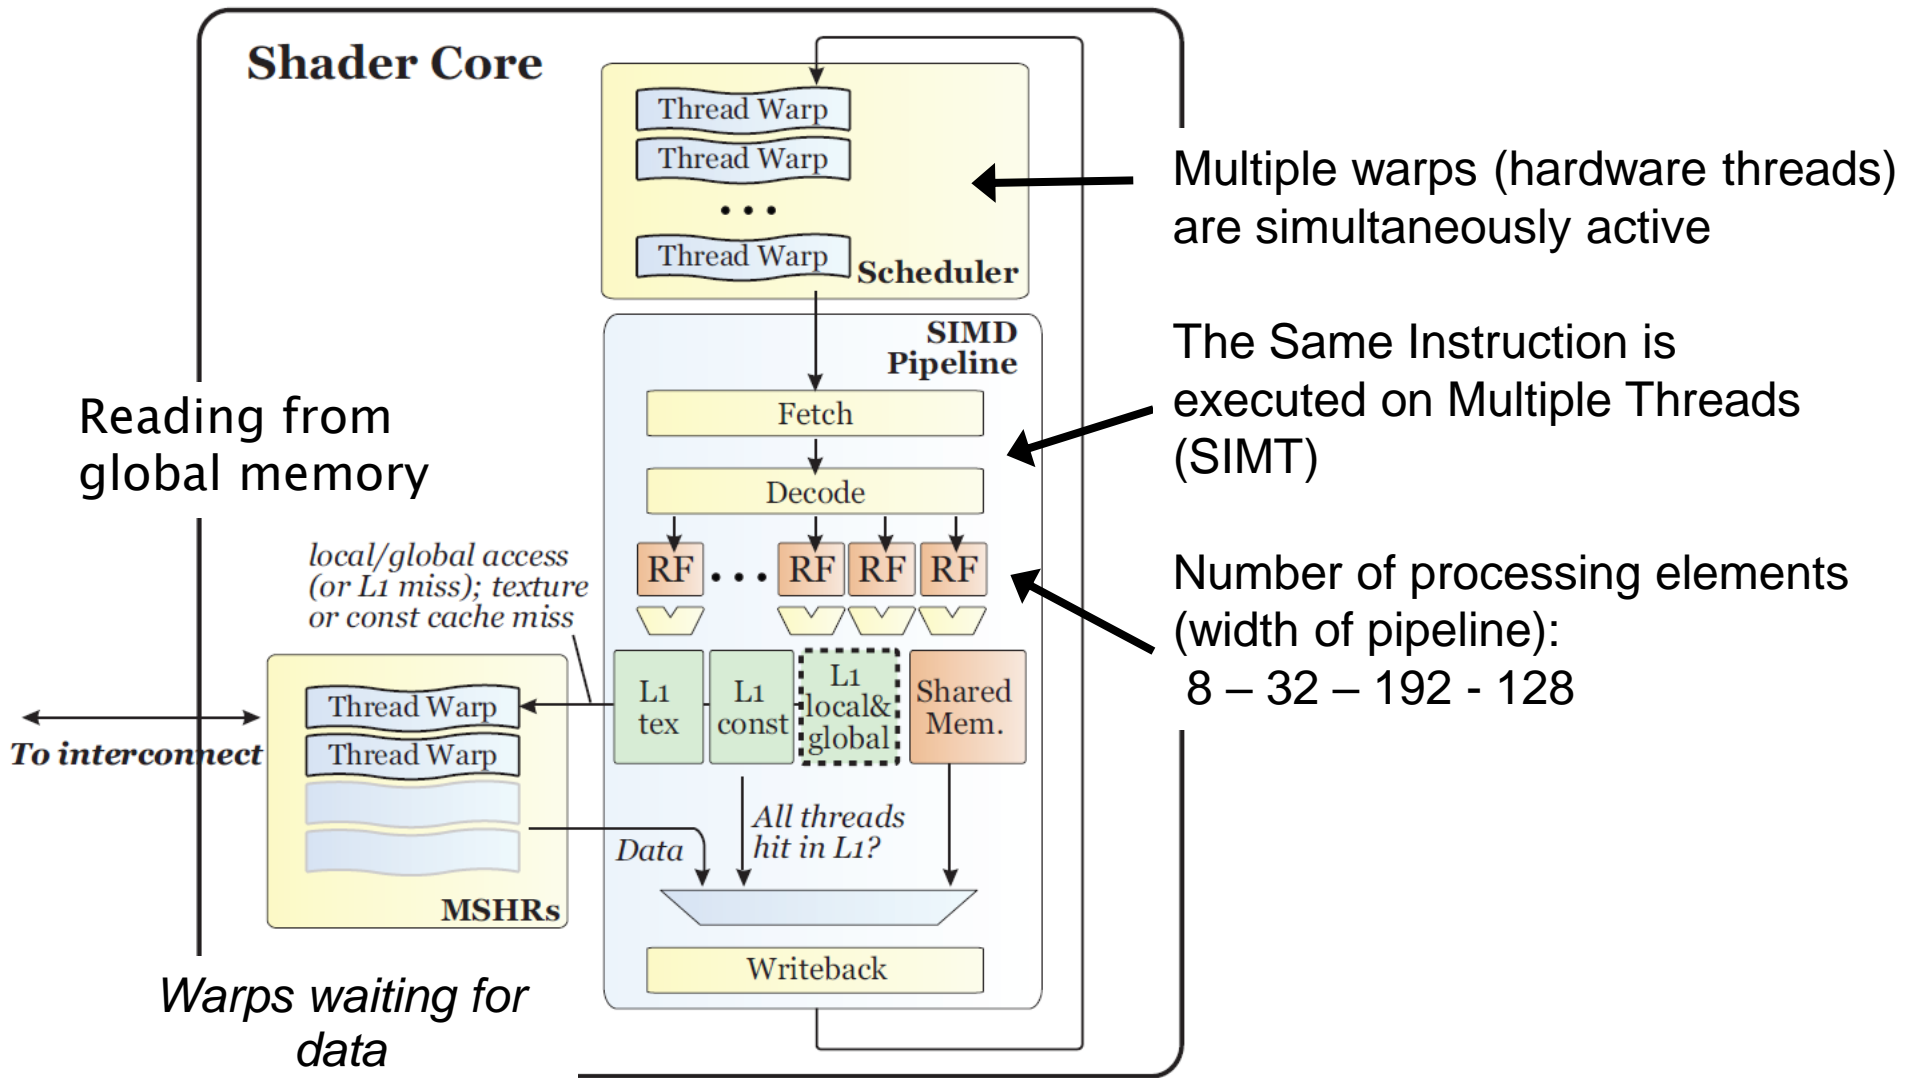 Shader Core
Thread Warp
Thread Warp
• • •
Thread Warp
Scheduler
Multiple warps (hardware threads)
are simultaneously active
SIMD
Pipeline
The Same Instruction is
executed on Multiple Threads
(SIMT)
Fetch
Decode
Reading from
global memory
local/global access
(or L1 miss); texture
or const cache miss
RF • • • RF RF RF
Number of processing elements
(width of pipeline):
8 – 32 – 192 - 128
L1
tex
L1
const
L1
local&
global
Shared
Mem.
Thread Warp
Thread Warp
To interconnect
MSHRs
Data
All threads
hit in L1?
Writeback
Warps waiting for
data